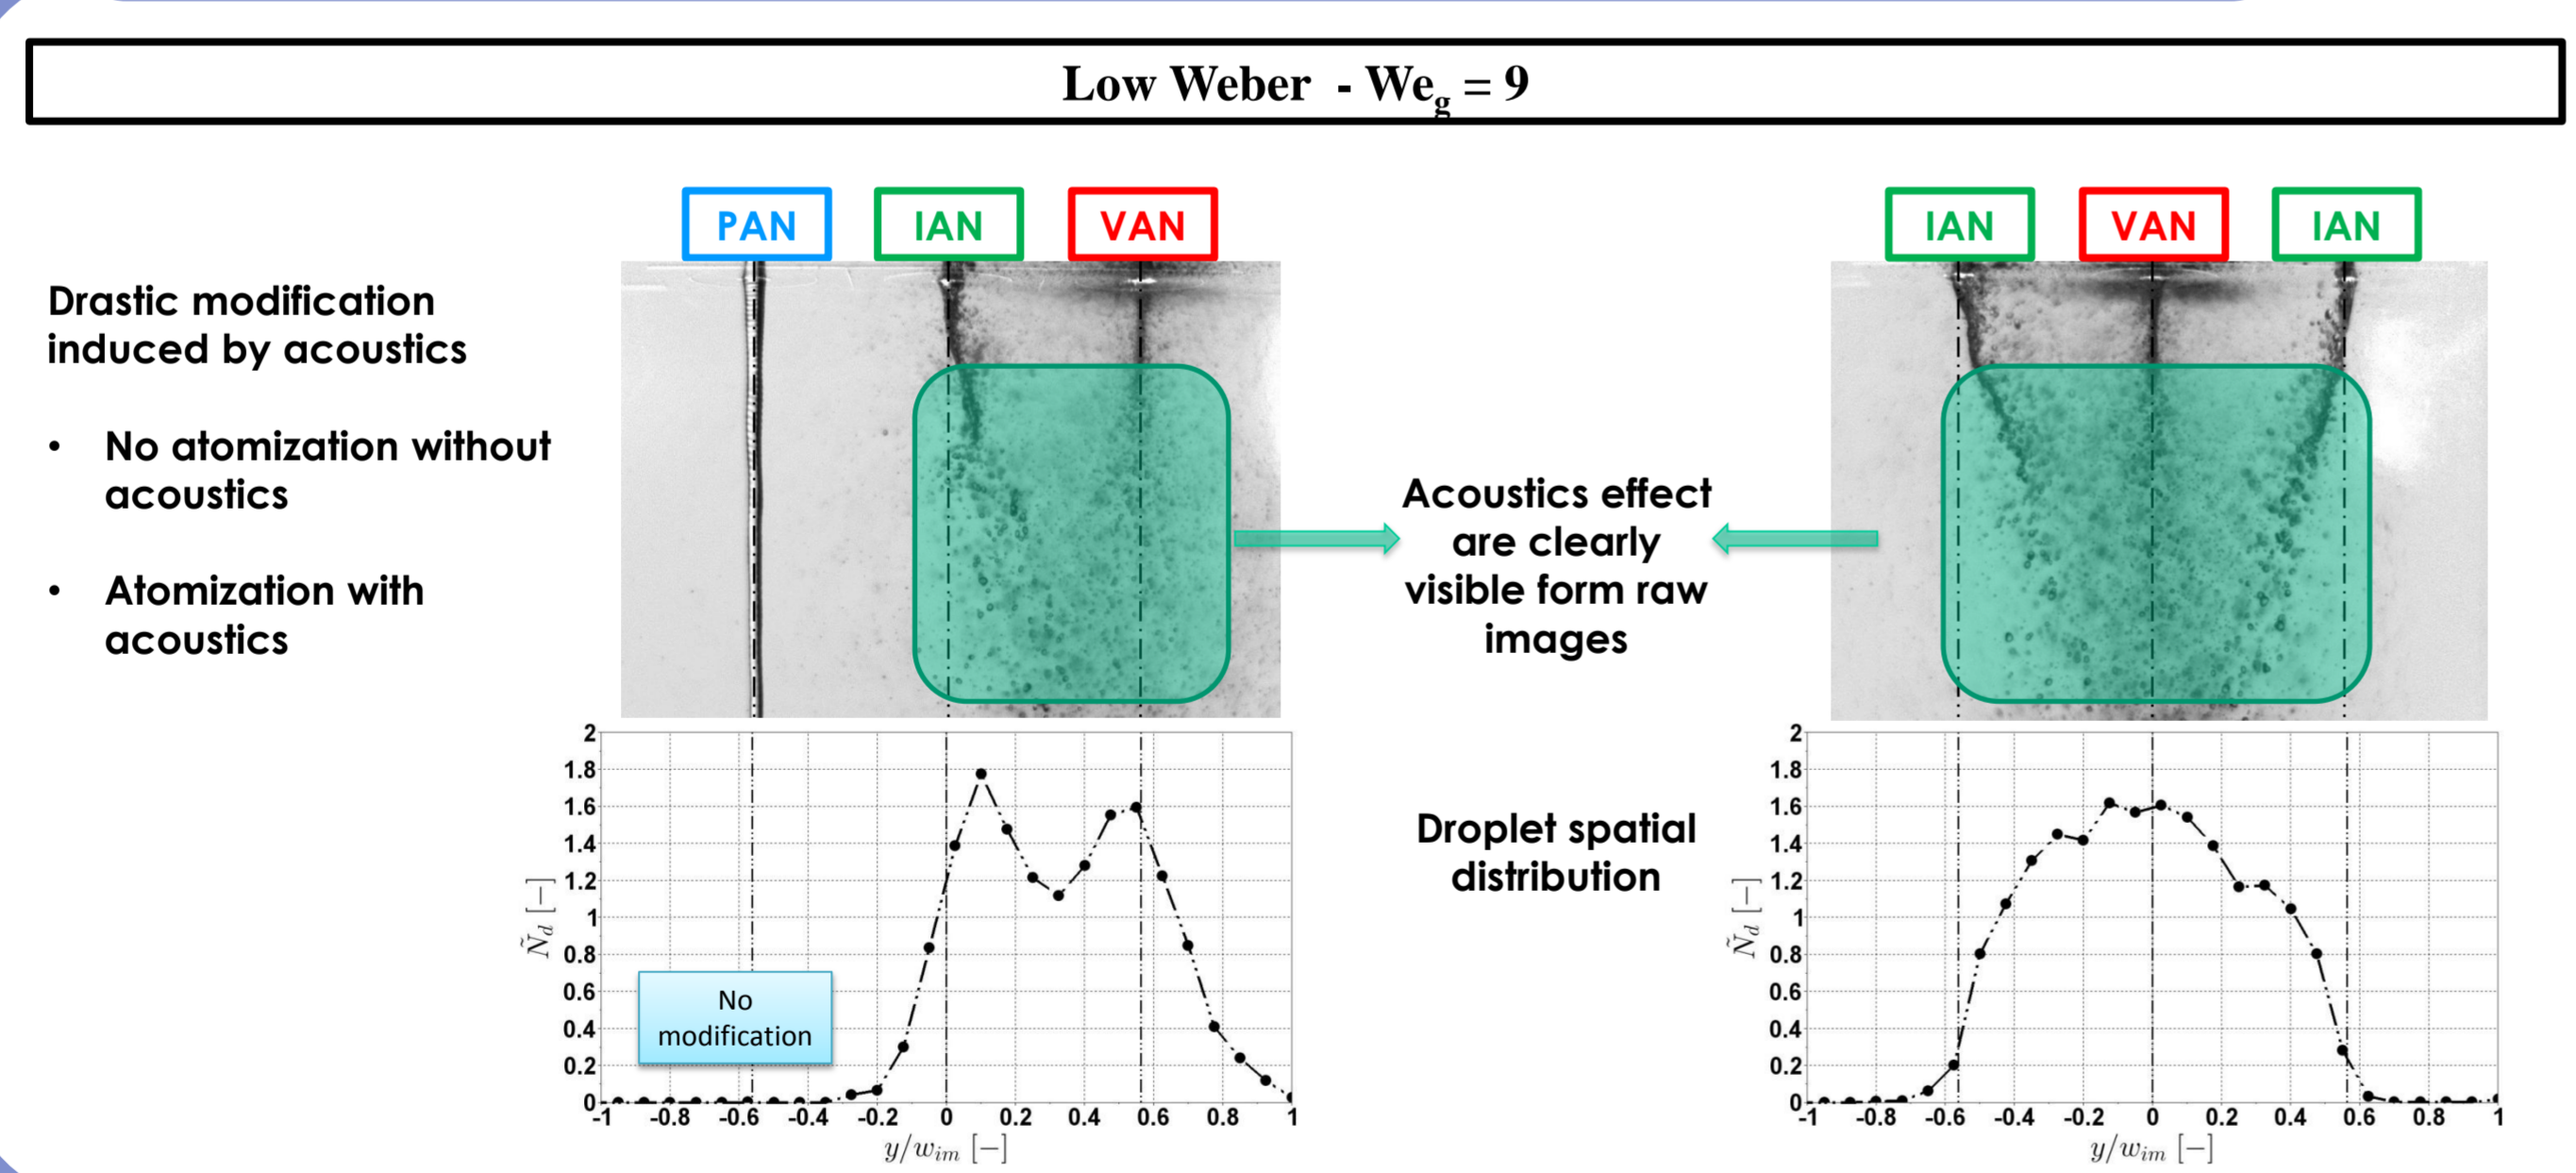 Low Weber - We_g = 9
PAN
IAN
VAN
IAN
VAN
IAN
Drastic modification
induced by acoustics
• No atomization without
acoustics
• Atomization with
acoustics
Acoustics effect
are clearly
visible form raw
images
2
1.8
1.6
1.4
1.2
1
0.8
0.6
0.4
0.2
0
Ñ_d [−]
No
modification
-1 -0.8 -0.6 -0.4 -0.2 0 0.2 0.4 0.6 0.8 1
y/w_im [−]
Droplet spatial
distribution
2
1.8
1.6
1.4
1.2
1
0.8
0.6
0.4
0.2
0
Ñ_d [−]
-1 -0.8 -0.6 -0.4 -0.2 0 0.2 0.4 0.6 0.8 1
y/w_im [−]